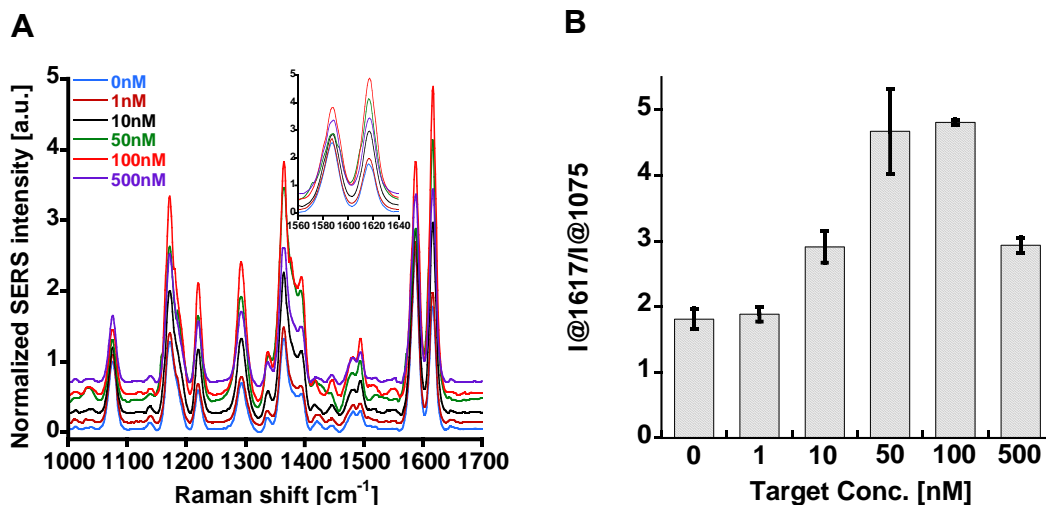 A
Normalized SERS intensity [a.u.]
5
4
3
2
1
0
0nM
1nM
10nM
50nM
100nM
500nM
5
4
3
2
1
0
1560 1580 1600 1620 1640
1000 1100 1200 1300 1400 1500 1600 1700
Raman shift [cm⁻¹]
B
I@1617/I@1075
5
4
3
2
1
0
0 1 10 50 100 500
Target Conc. [nM]